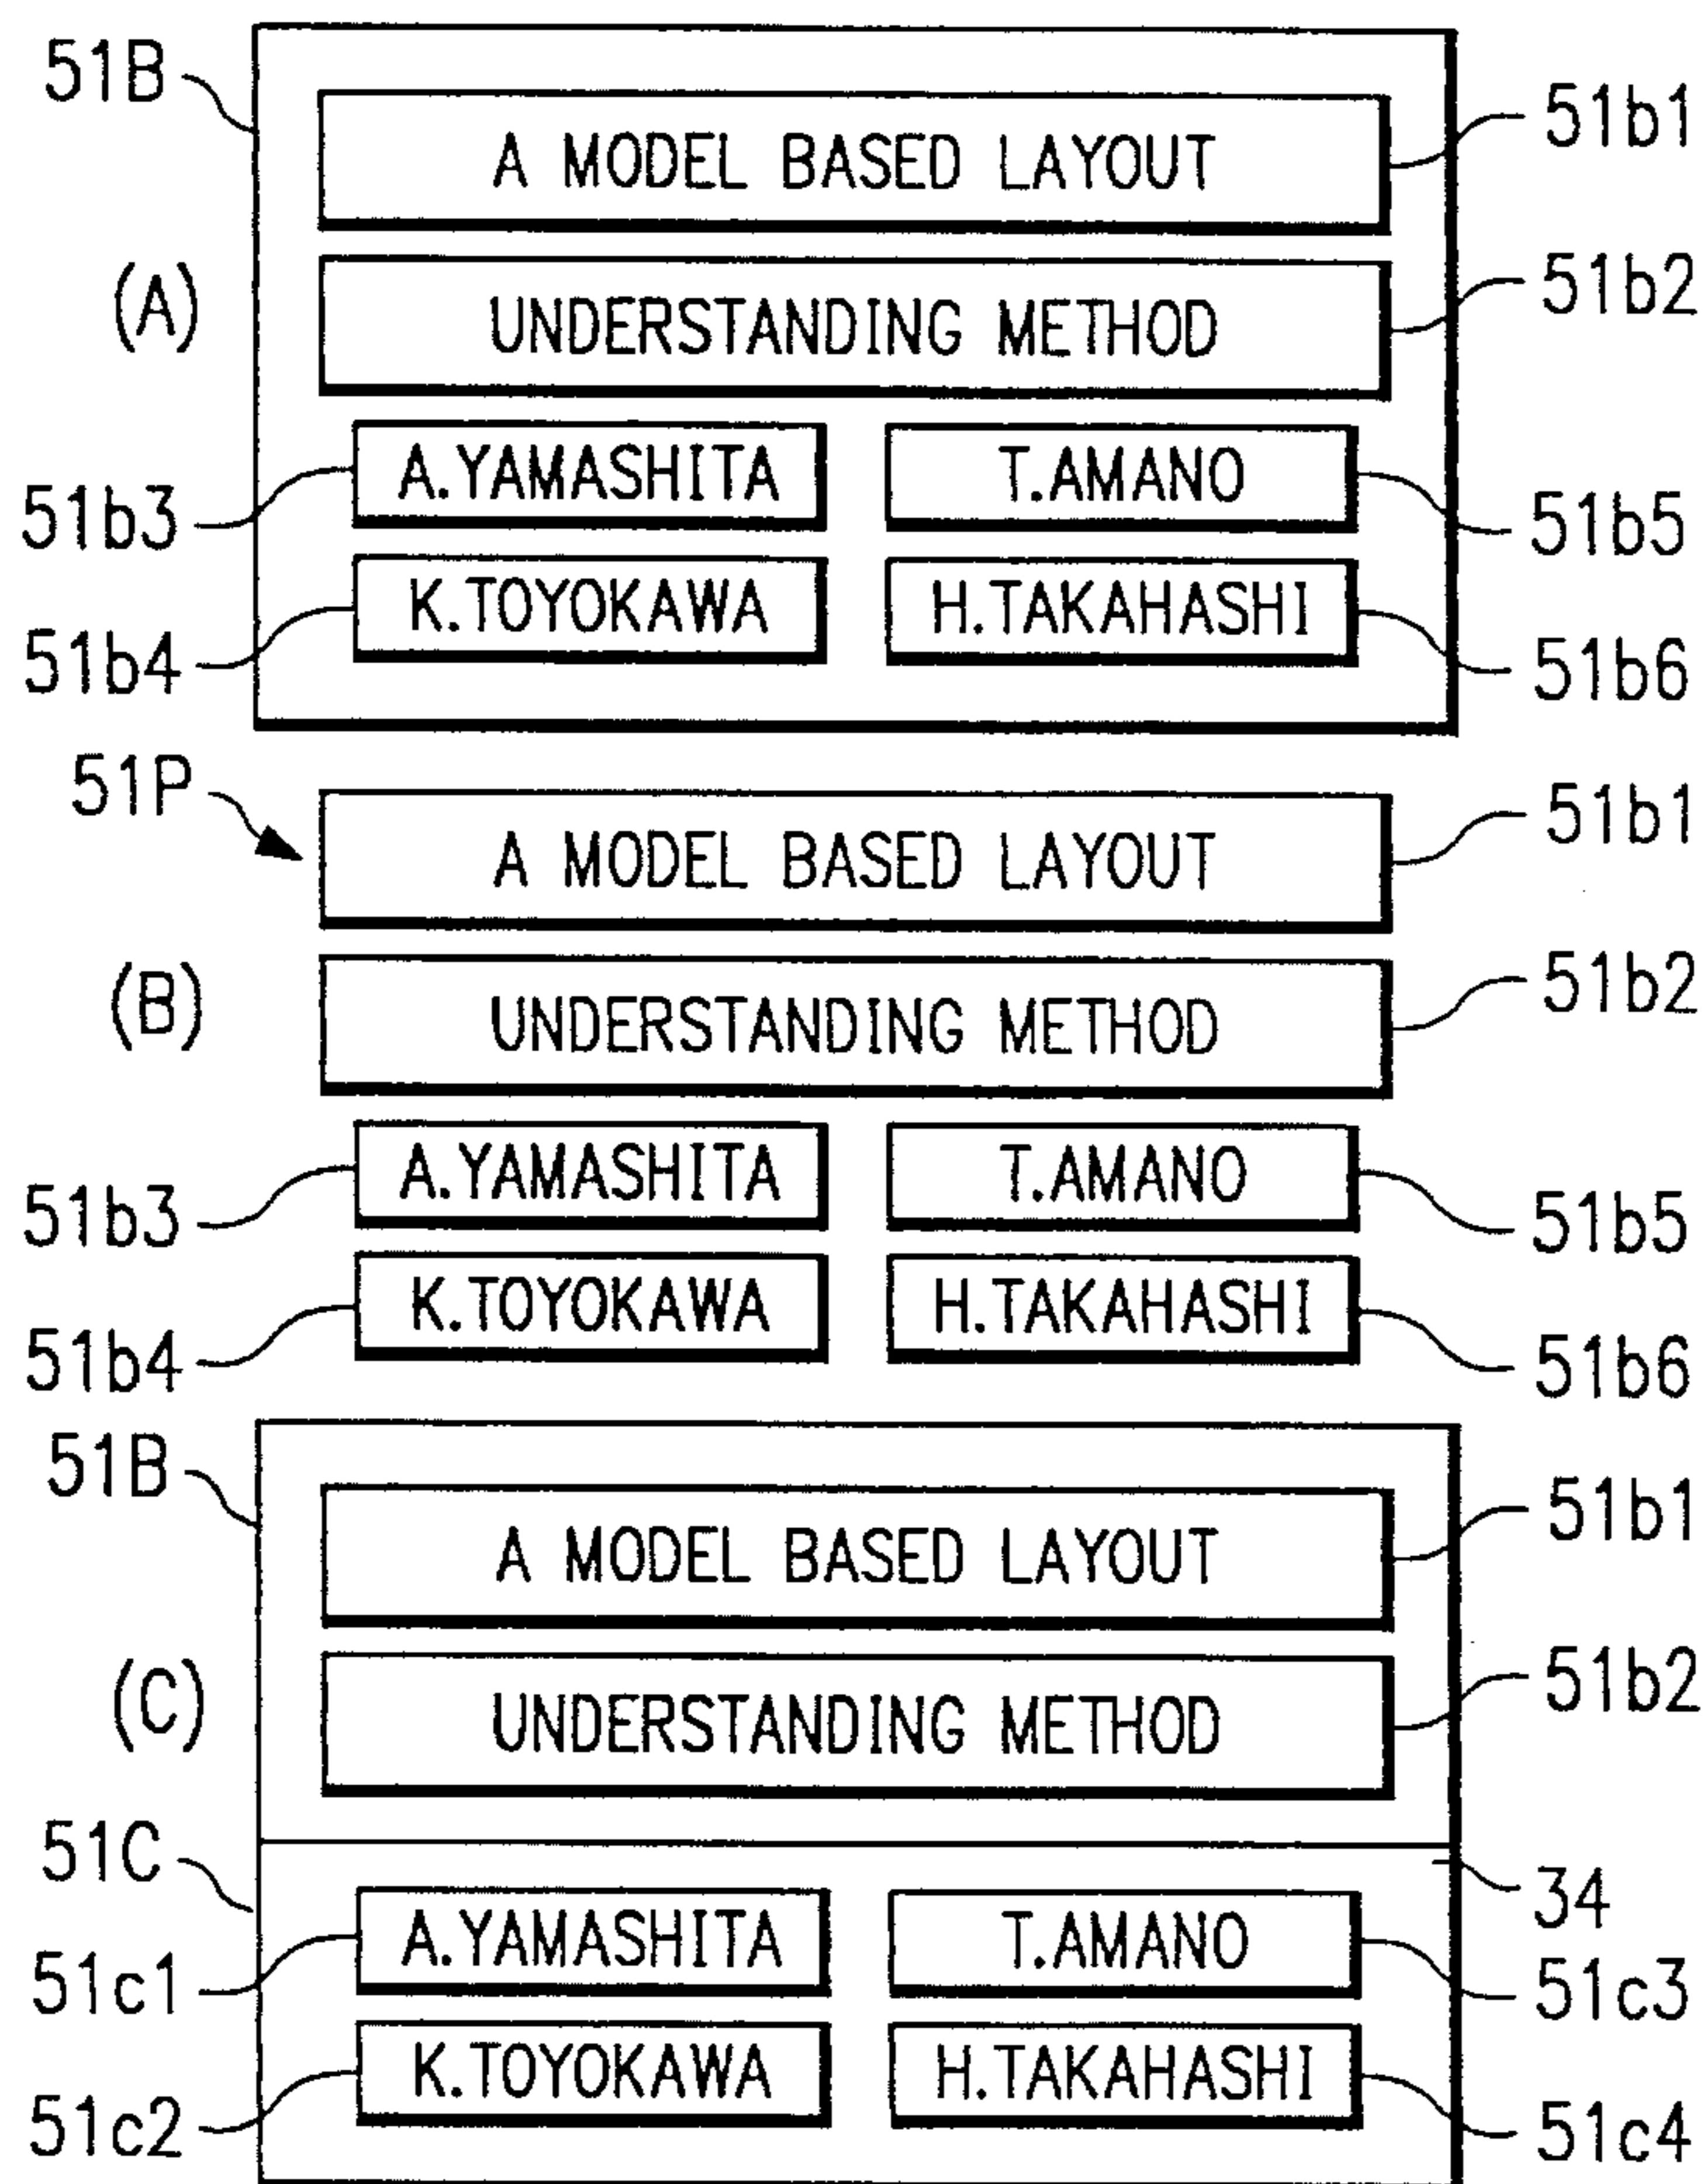 51B
A MODEL BASED LAYOUT
51b1
(A)
UNDERSTANDING METHOD
51b2
A.YAMASHITA T.AMANO
51b3 51b5
K.TOYOKAWA H.TAKAHASHI
51b4 51b6
51P
A MODEL BASED LAYOUT
51b1
(B)
UNDERSTANDING METHOD
51b2
A.YAMASHITA T.AMANO
51b3 51b5
K.TOYOKAWA H.TAKAHASHI
51b4 51b6
51B
A MODEL BASED LAYOUT
51b1
(C)
UNDERSTANDING METHOD
51b2
51C
34
A.YAMASHITA T.AMANO
51c1 51c3
K.TOYOKAWA H.TAKAHASHI
51c2 51c4